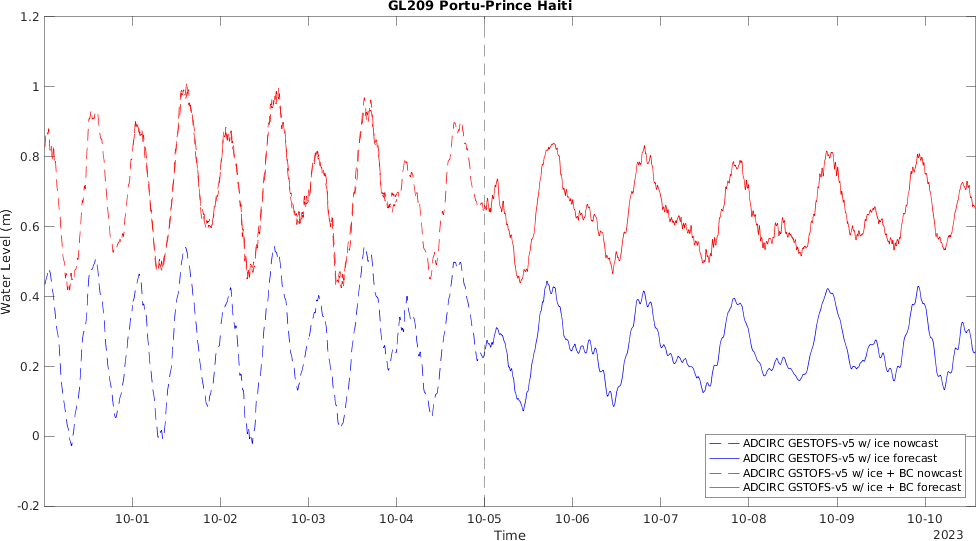 GL209 Portu-Prince Haiti
1.2
1
0.8
0.6
0.4
0.2
0
-0.2
Water Level (m)
10-01 10-02 10-03 10-04 10-05 10-06 10-07 10-08 10-09 10-10
Time
2023
ADCIRC GESTOFS-v5 w/ ice nowcast
ADCIRC GESTOFS-v5 w/ ice forecast
ADCIRC GSTOFS-v5 w/ ice + BC nowcast
ADCIRC GSTOFS-v5 w/ ice + BC forecast